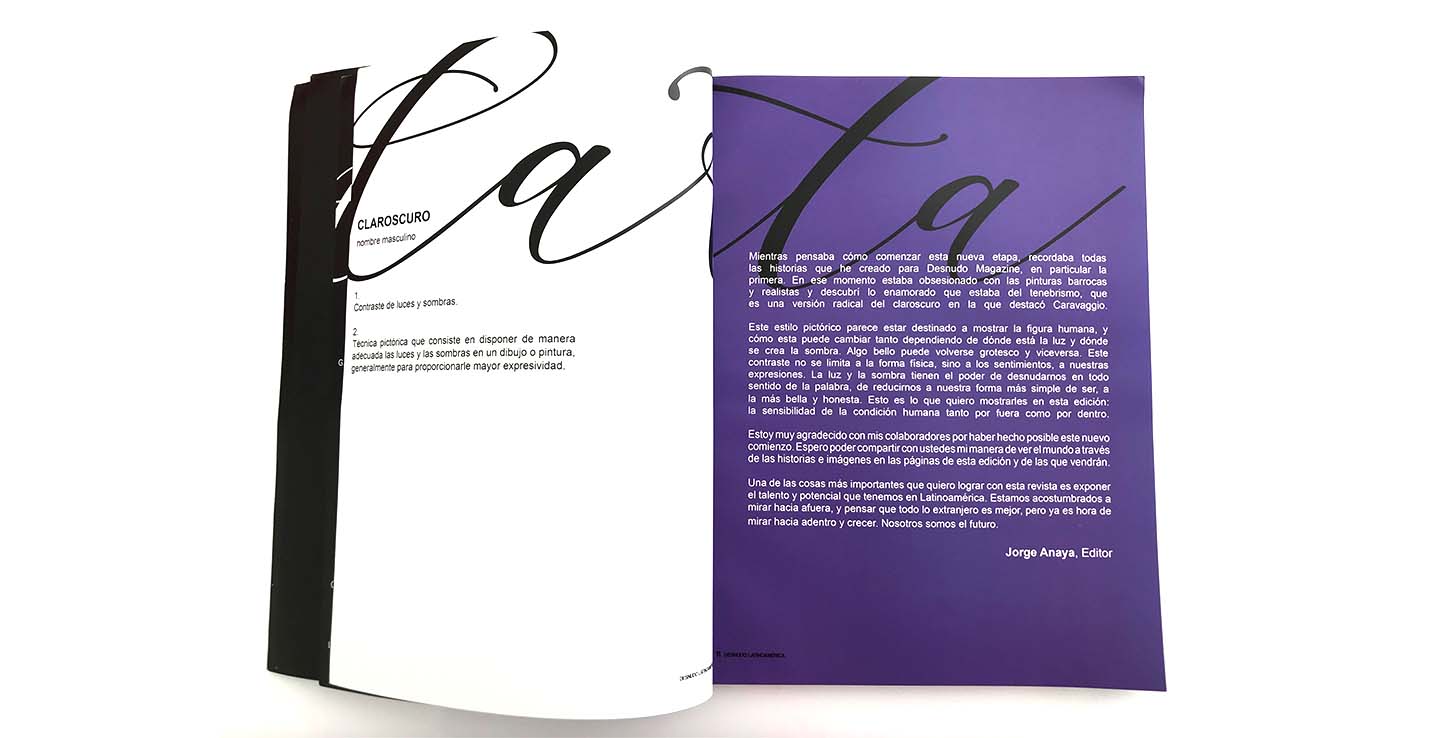 Carta
CLAROSCURO
nombre masculino
1.
Contraste de luces y sombras.
2.
Técnica pictórica que consiste en disponer de manera
adecuada las luces y las sombras en un dibujo o pintura,
generalmente para proporcionarle mayor expresividad.
Mientras pensaba cómo comenzar esta nueva etapa, recordaba todas
las historias que he creado para Desnudo Magazine, en particular la
primera. En ese momento estaba obsesionado con las pinturas barrocas
y realistas y descubrí lo enamorado que estaba del tenebrismo, que
es una versión radical del claroscuro en la que destacó Caravaggio.
Este estilo pictórico parece estar destinado a mostrar la figura humana, y
cómo esta puede cambiar tanto dependiendo de dónde está la luz y dónde
se crea la sombra. Algo bello puede volverse grotesco y viceversa. Este
contraste no se limita a la forma física, sino a los sentimientos, a nuestras
expresiones. La luz y la sombra tienen el poder de desnudarnos en todo
sentido de la palabra, de reducirnos a nuestra forma más simple de ser, a
la más bella y honesta. Esto es lo que quiero mostrarles en esta edición:
la sensibilidad de la condición humana tanto por fuera como por dentro.
Estoy muy agradecido con mis colaboradores por haber hecho posible este nuevo
comienzo. Espero poder compartir con ustedes mi manera de ver el mundo a través
de las historias e imágenes en las páginas de esta edición y de las que vendrán.
Una de las cosas más importantes que quiero lograr con esta revista es exponer
el talento y potencial que tenemos en Latinoamérica. Estamos acostumbrados a
mirar hacia afuera, y pensar que todo lo extranjero es mejor, pero ya es hora de
mirar hacia adentro y crecer. Nosotros somos el futuro.
Jorge Anaya, Editor
11 DESNUDO LATINOAMÉRICA